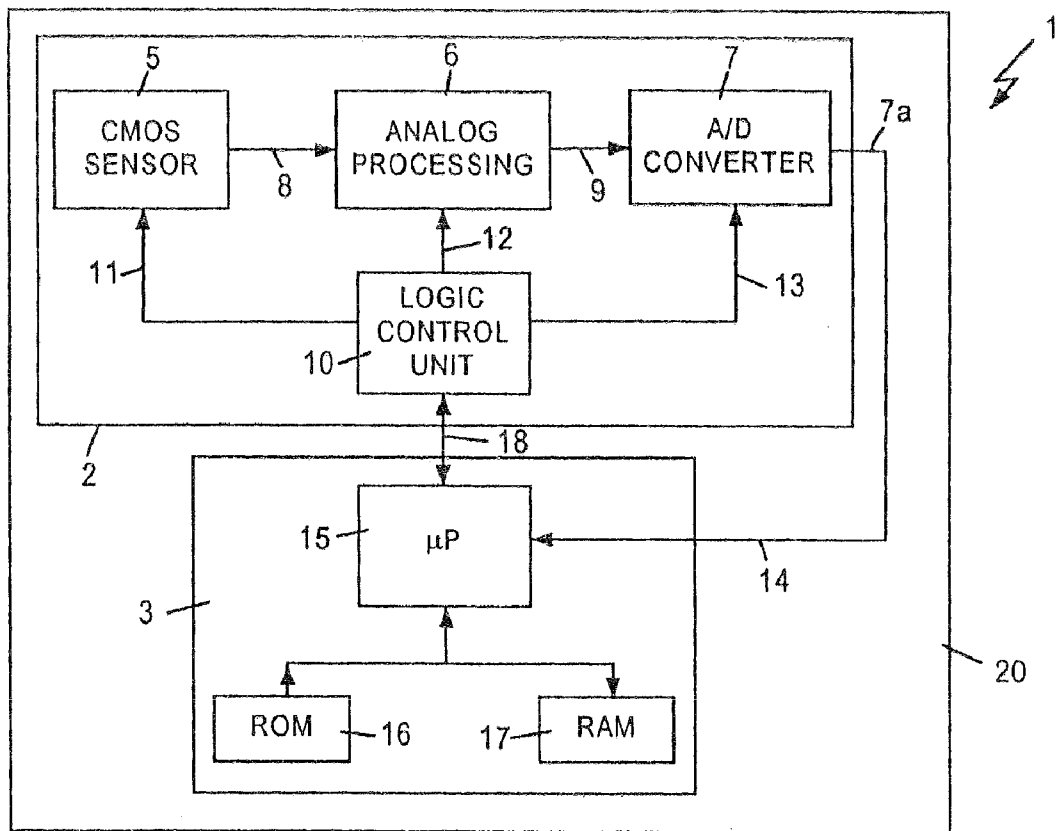 1
5
6
7
7a
CMOS
SENSOR
ANALOG
PROCESSING
A/D
CONVERTER
8
9
11
12
13
LOGIC
CONTROL
UNIT
10
2
18
15
μP
14
3
20
ROM
16
17
RAM